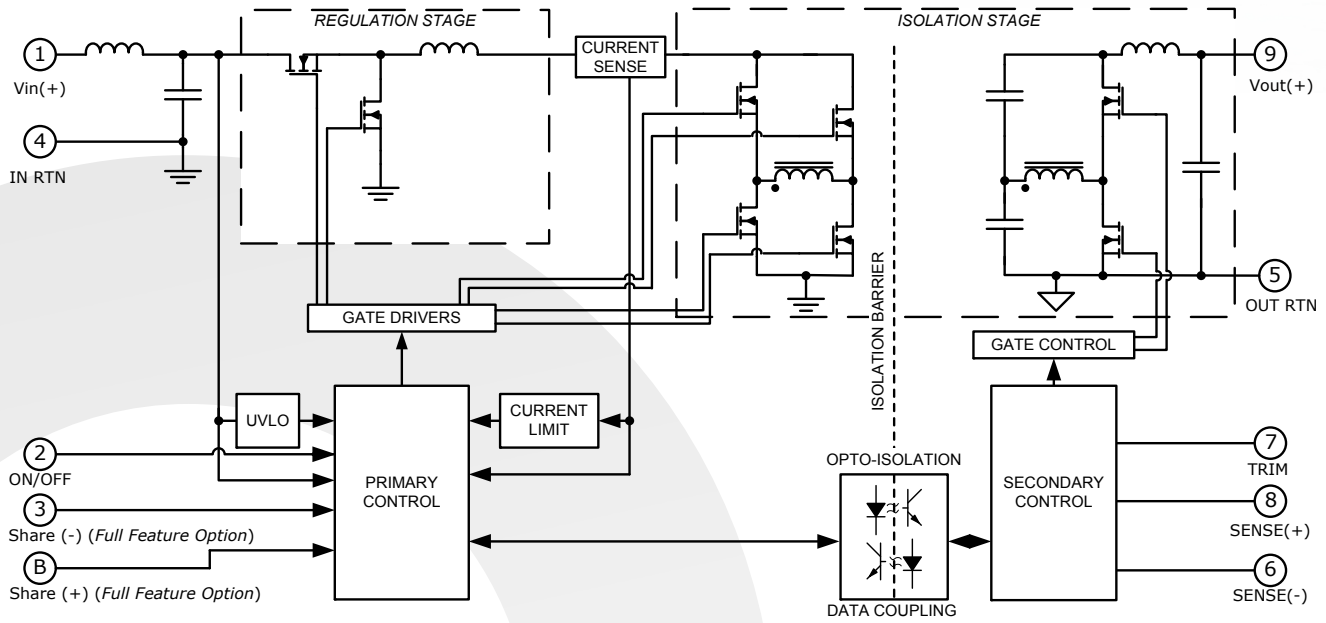 REGULATION STAGE
ISOLATION STAGE
1
Vin(+)
CURRENT
SENSE
9
Vout(+)
4
IN RTN
5
OUT RTN
GATE DRIVERS
ISOLATION BARRIER
GATE CONTROL
UVLO
CURRENT
LIMIT
2
ON/OFF
PRIMARY
CONTROL
OPTO-ISOLATION
SECONDARY
CONTROL
7
TRIM
3
Share (-) (Full Feature Option)
8
SENSE(+)
B
Share (+) (Full Feature Option)
6
SENSE(-)
DATA COUPLING